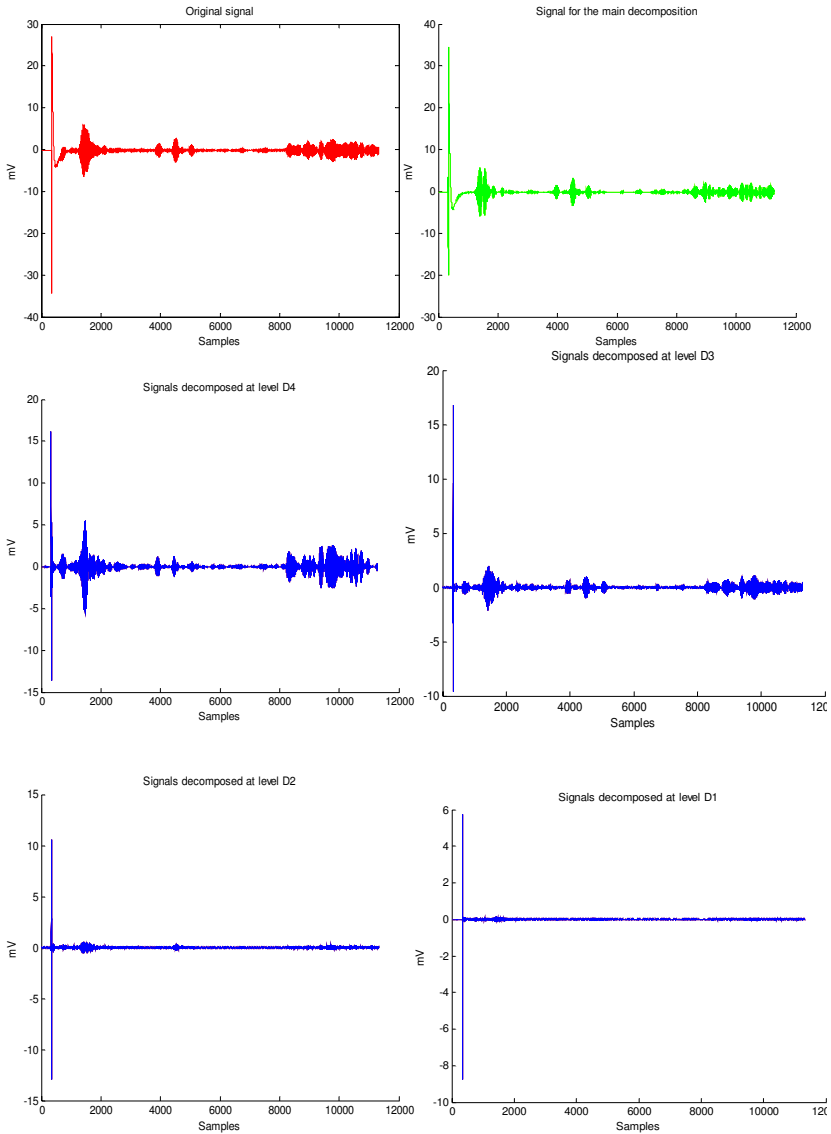 Original signal
30
20
10
0
-10
-20
-30
-40
mV
0 2000 4000 6000 8000 10000 12000
Samples
Signal for the main decomposition
40
30
20
10
0
-10
-20
-30
mV
0 2000 4000 6000 8000 10000 12000
Samples
Signals decomposed at level D4
20
15
10
5
0
-5
-10
-15
mV
0 2000 4000 6000 8000 10000 12000
Samples
Signals decomposed at level D3
20
15
10
5
0
-5
-10
mV
0 2000 4000 6000 8000 10000
Samples
Signals decomposed at level D2
15
10
5
0
-5
-10
-15
mV
0 2000 4000 6000 8000 10000 12000
Samples
Signals decomposed at level D1
6
4
2
0
-2
-4
-6
-8
-10
mV
0 2000 4000 6000 8000 10000
Samples